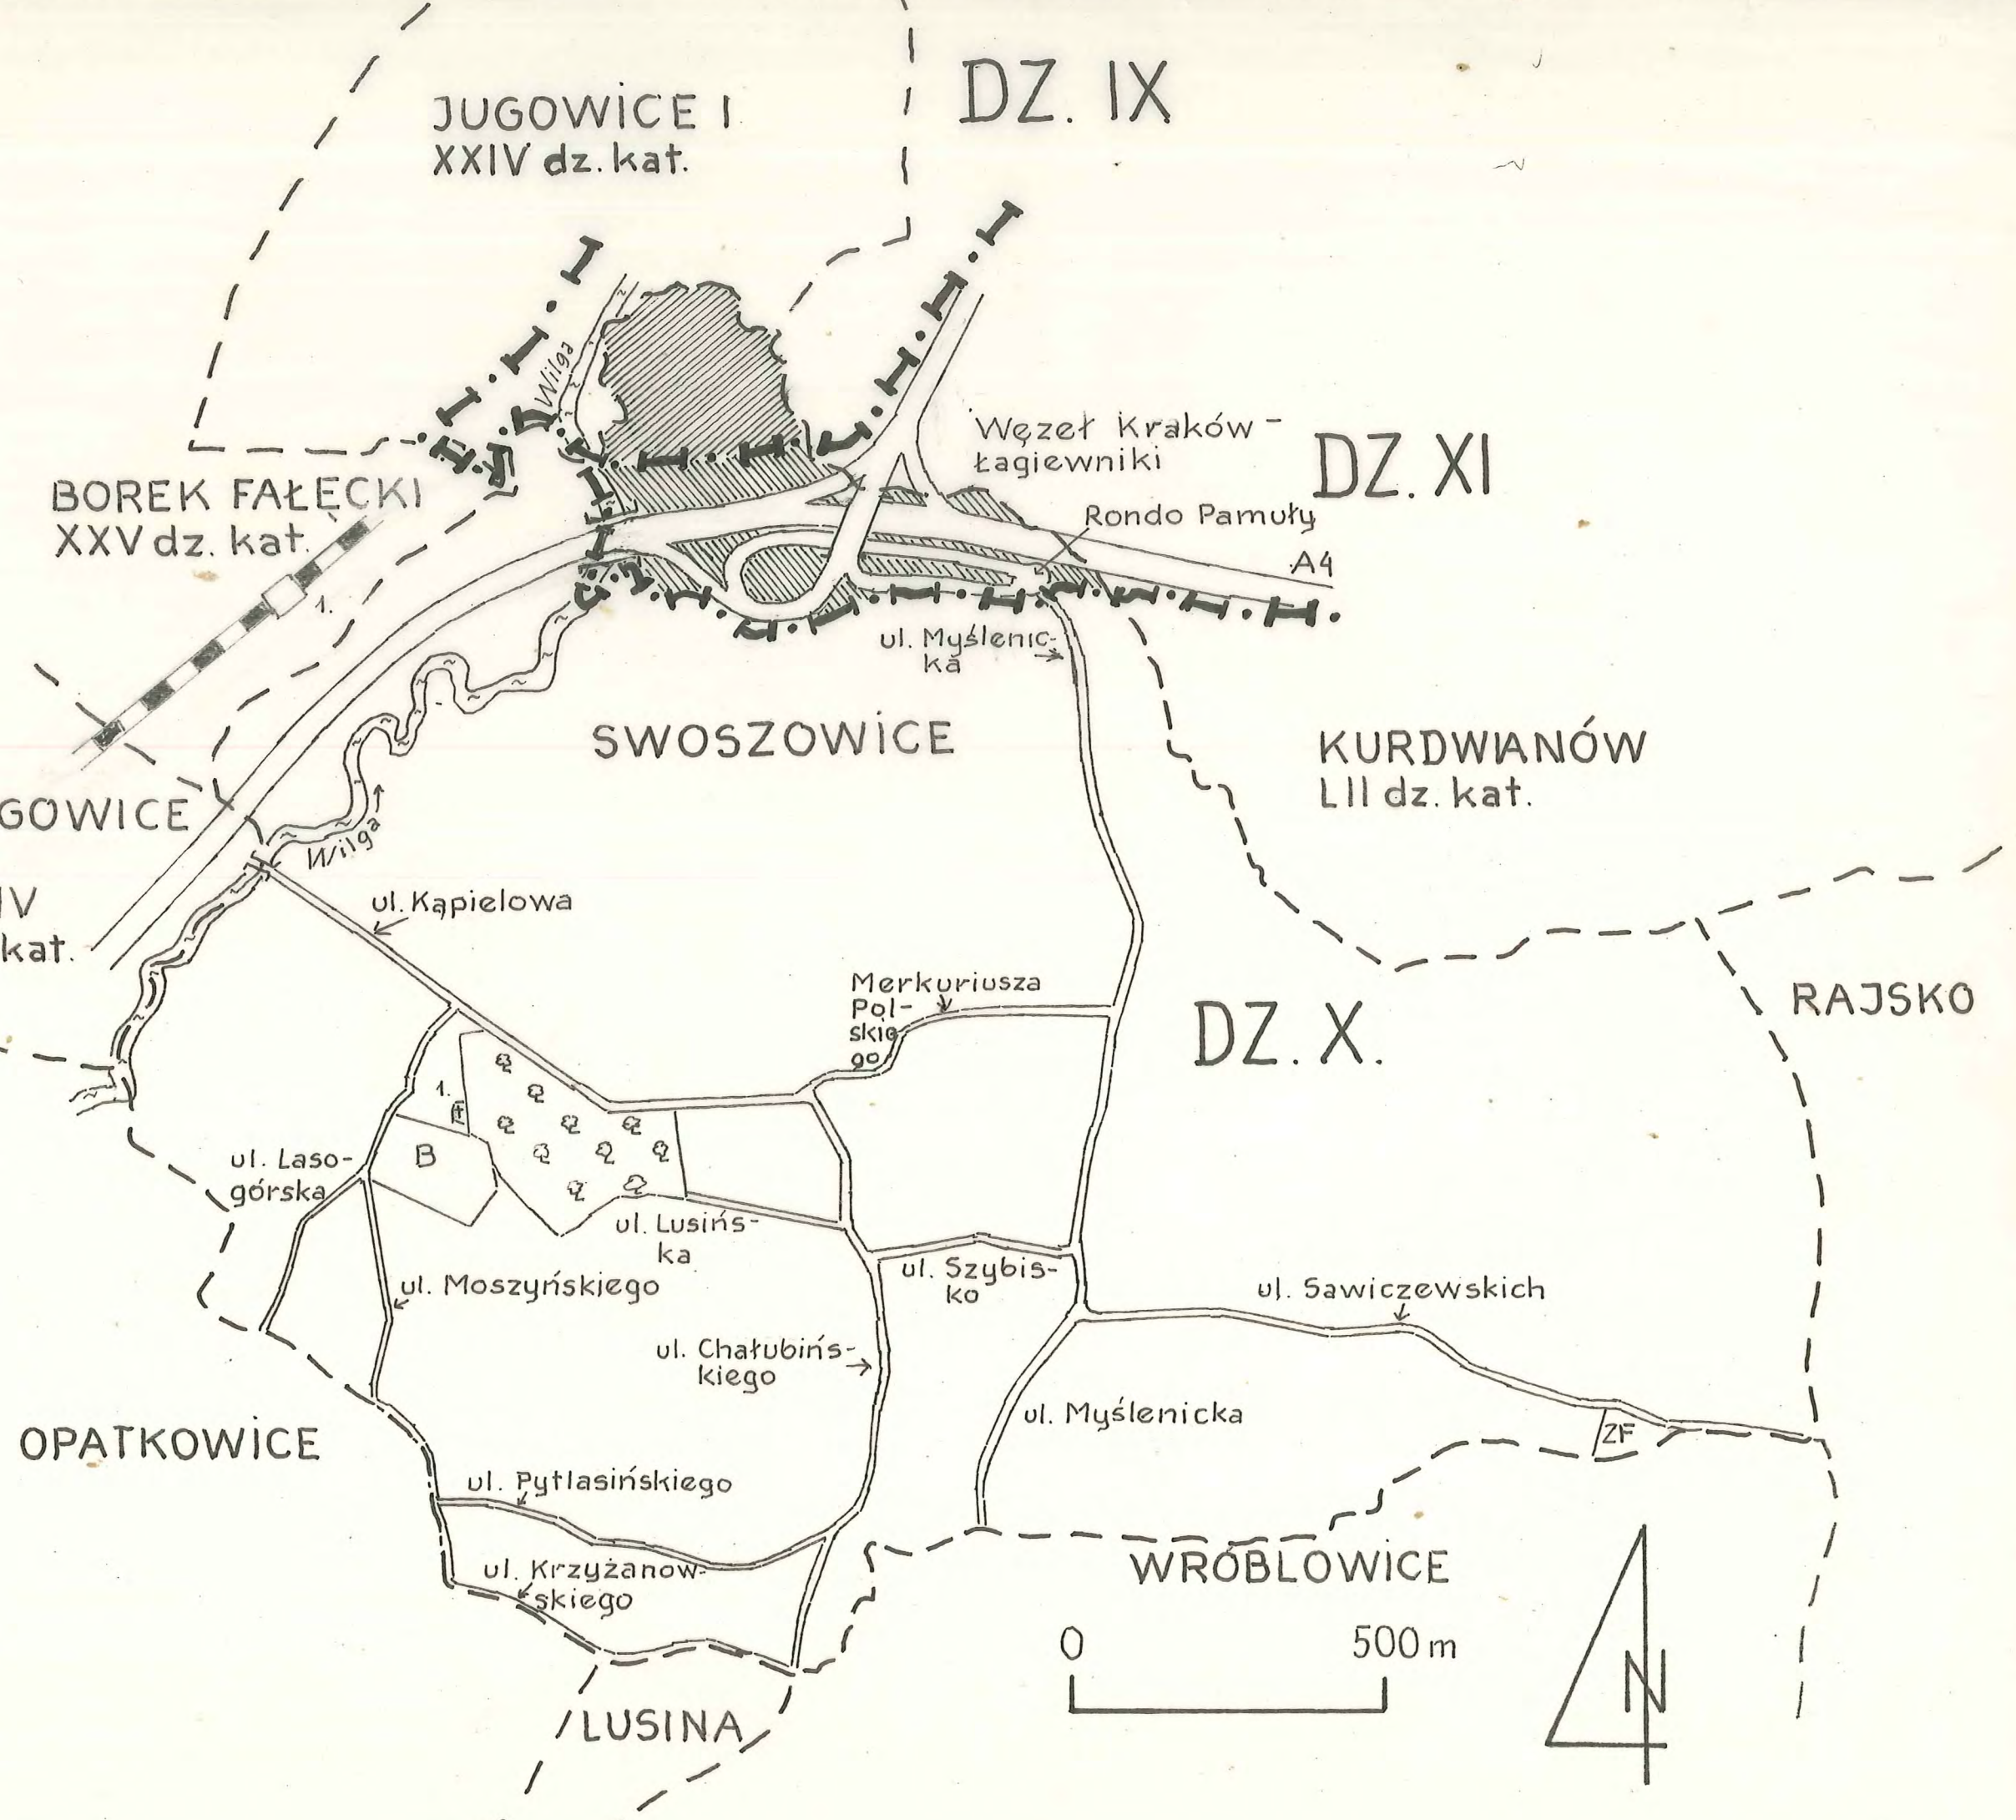 DZ. IX
JUGOWICE I
XXIV dz. kat.
Wilga
Węzeł Kraków-
Łagiewniki
DZ. XI
BOREK FAŁĘCKI
XXV dz. kat.
Rondo Pamuły
A4
1.
ul. Myślenic-
ka
SWOSZOWICE
KURDWANÓW
LII dz. kat.
GOWICE
Wilga
IV
kat.
ul. Kąpielowa
Merkuriusza
Pol-
skie
go
DZ. X.
RAJSKO
1.
B
ul. Laso-
górska
ul. Lusińs-
ka
ul. Szybis-
ko
ul. Moszyńskiego
ul. Sawiczewskich
ul. Chałubińs-
kiego
ul. Myślenicka
ZF
OPATKOWICE
ul. Pytlasińskiego
ul. Krzyżanow-
skiego
WRÓBLOWICE
0 500 m
N
LUSINA